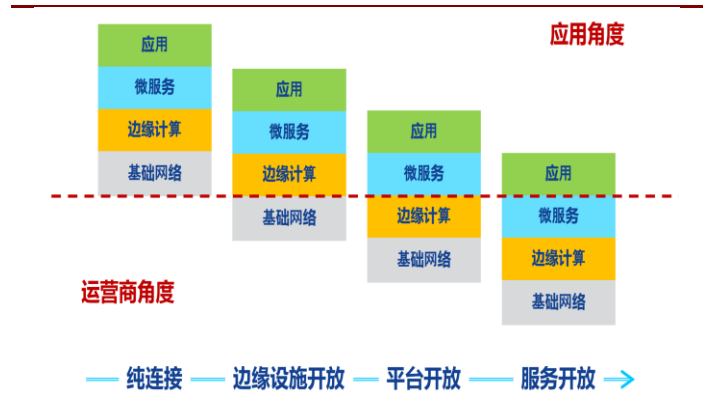 应用角度
应用
微服务
边缘计算
基础网络
应用
微服务
边缘计算
基础网络
应用
微服务
边缘计算
基础网络
应用
微服务
边缘计算
基础网络
运营商角度
纯连接 边缘设施开放 平台开放 服务开放